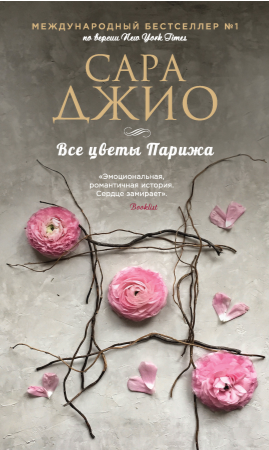 МЕЖДУНАРОДНЫЙ БЕСТСЕЛЛЕР №1
по версии New York Times
САРА
ДЖИО
Все цветы Парижа
«Эмоциональная,
романтичная история.
Сердце замирает».
Booklist